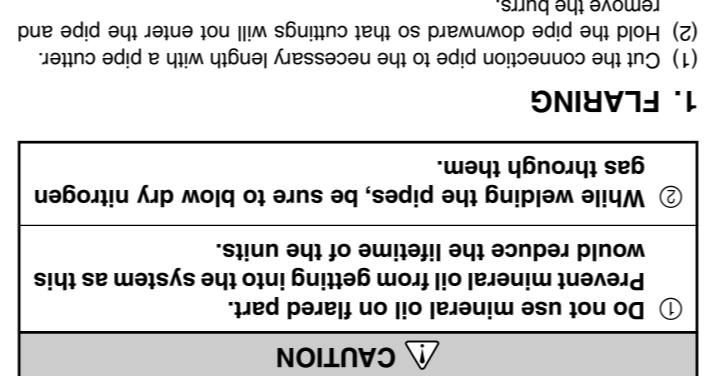 CAUTION
① Do not use mineral oil on flared part.
Prevent mineral oil from getting into the system as this
would reduce the lifetime of the units.
② While welding the pipes, be sure to blow dry nitrogen
gas through them.
1. FLARING
(1) Cut the connection pipe to the necessary length with a pipe cutter.
(2) Hold the pipe downward so that cuttings will not enter the pipe and
remove the burrs.